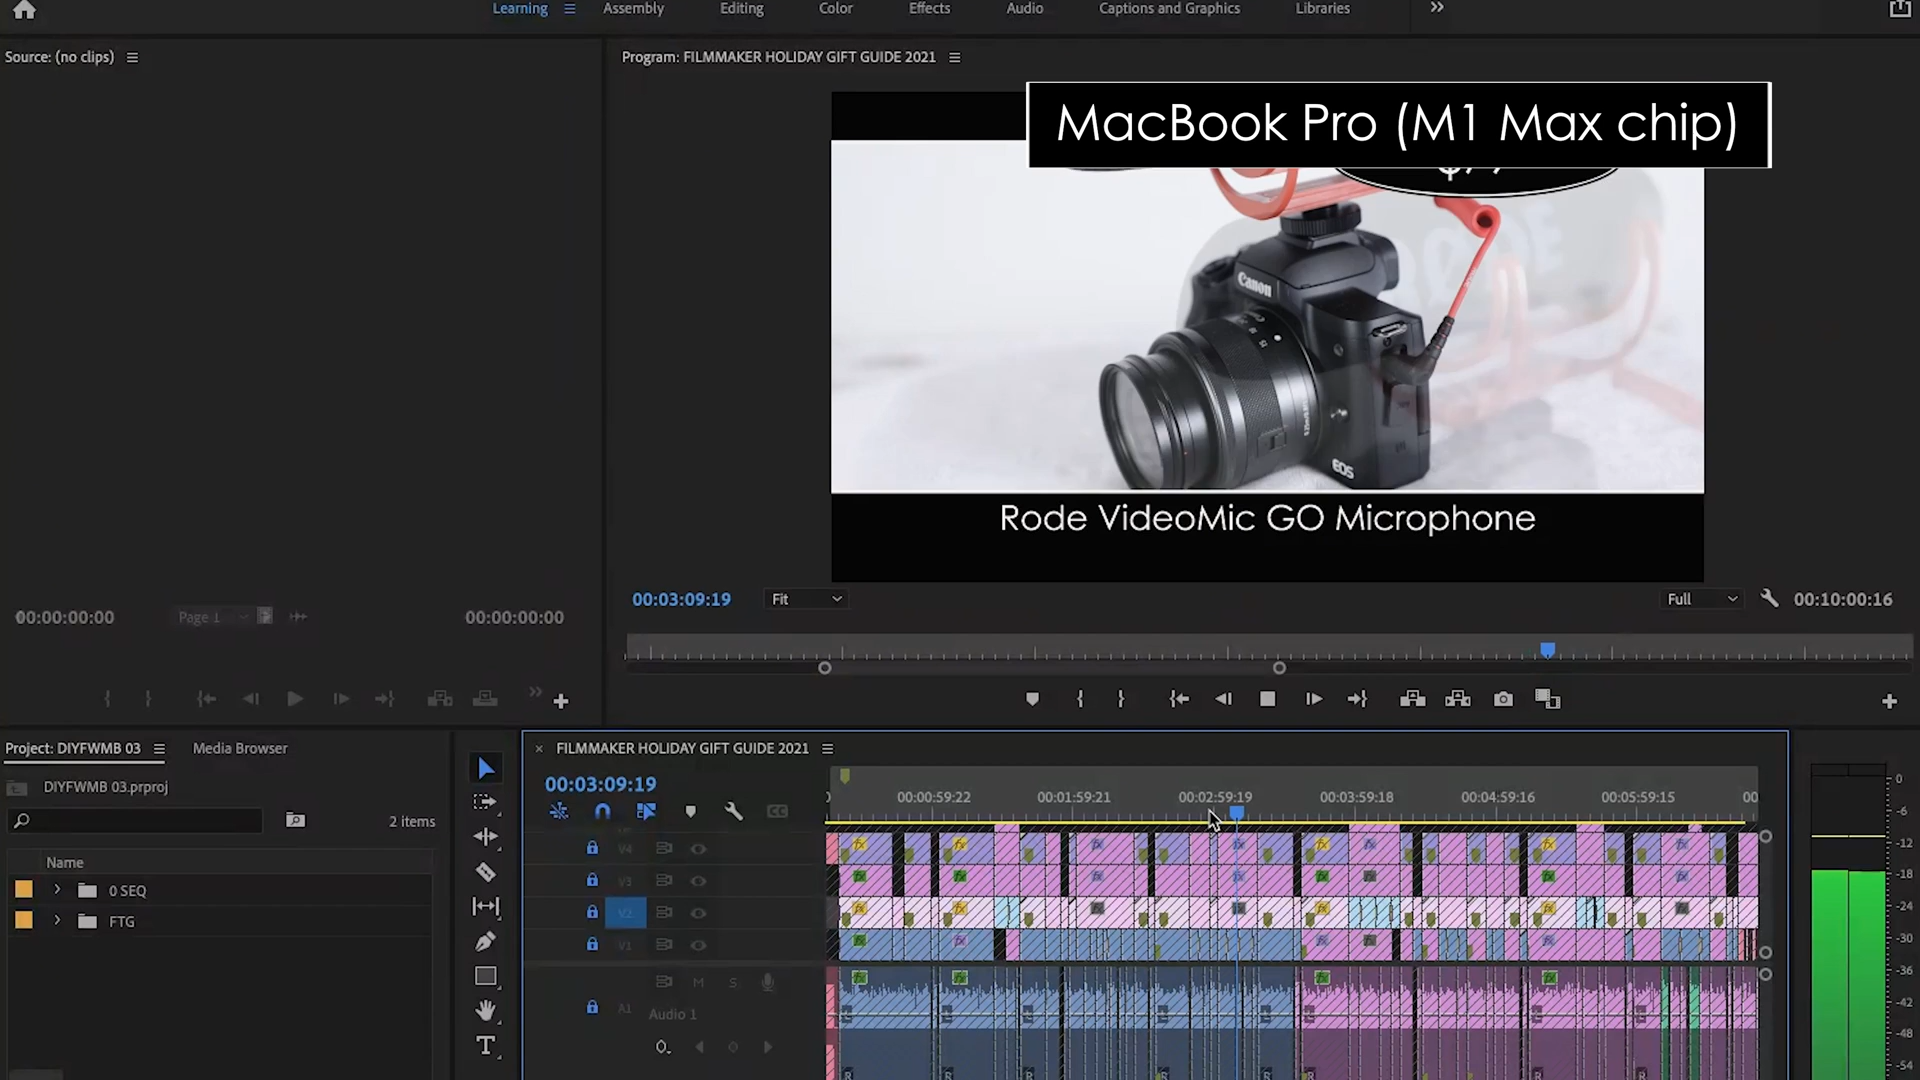 Learning
Assembly
Editing
Color
Effects
Audio
Captions and Graphics
Libraries
Source: (no clips)
Program: FILMMAKER HOLIDAY GIFT GUIDE 2021
MacBook Pro (M1 Max chip)
Canon
EOS
Rode VideoMic GO Microphone
00:00:00:00
Page 1
00:00:00:00
00:03:09:19
Fit
Full
00:10:00:16
Project: DIYFWMB 03
Media Browser
DIYFWMB 03.prproj
2 items
Name
0 SEQ
FTG
FILMMAKER HOLIDAY GIFT GUIDE 2021
00:03:09:19
00:00:59:22
00:01:59:21
00:02:59:19
00:03:59:18
00:04:59:16
00:05:59:15
00
V4
V3
V2
V1
M
S
A1
Audio 1
0
-6
-12
-18
-24
-30
-36
-42
-48
-54